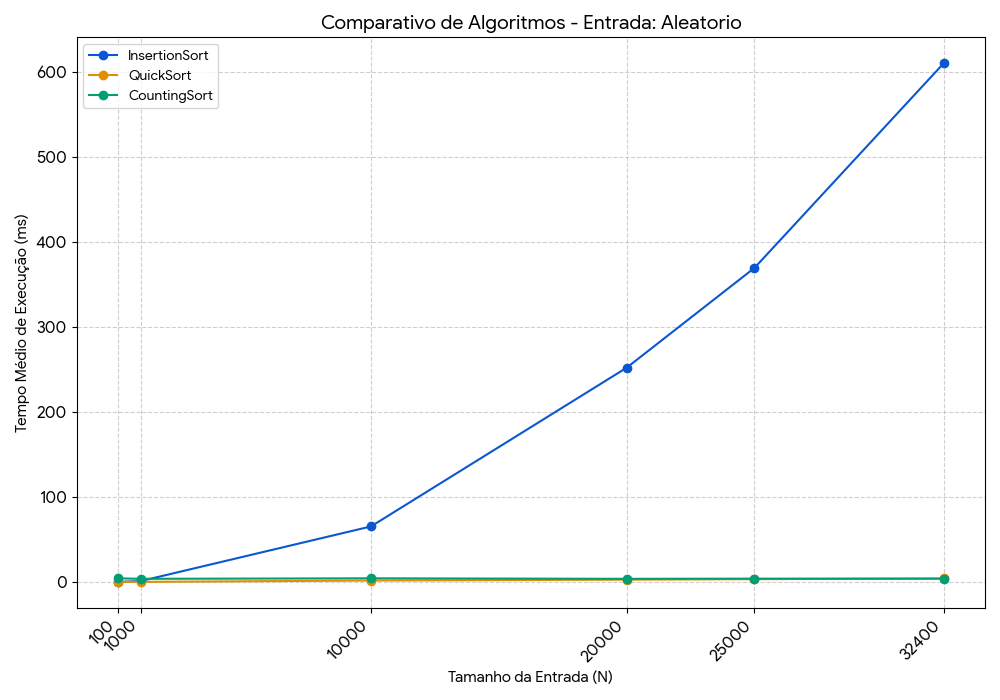 Comparativo de Algoritmos - Entrada: Aleatorio
InsertionSort
QuickSort
CountingSort
600
500
400
300
200
100
0
Tempo Médio de Execução (ms)
100
1000
10000
20000
25000
32400
Tamanho da Entrada (N)